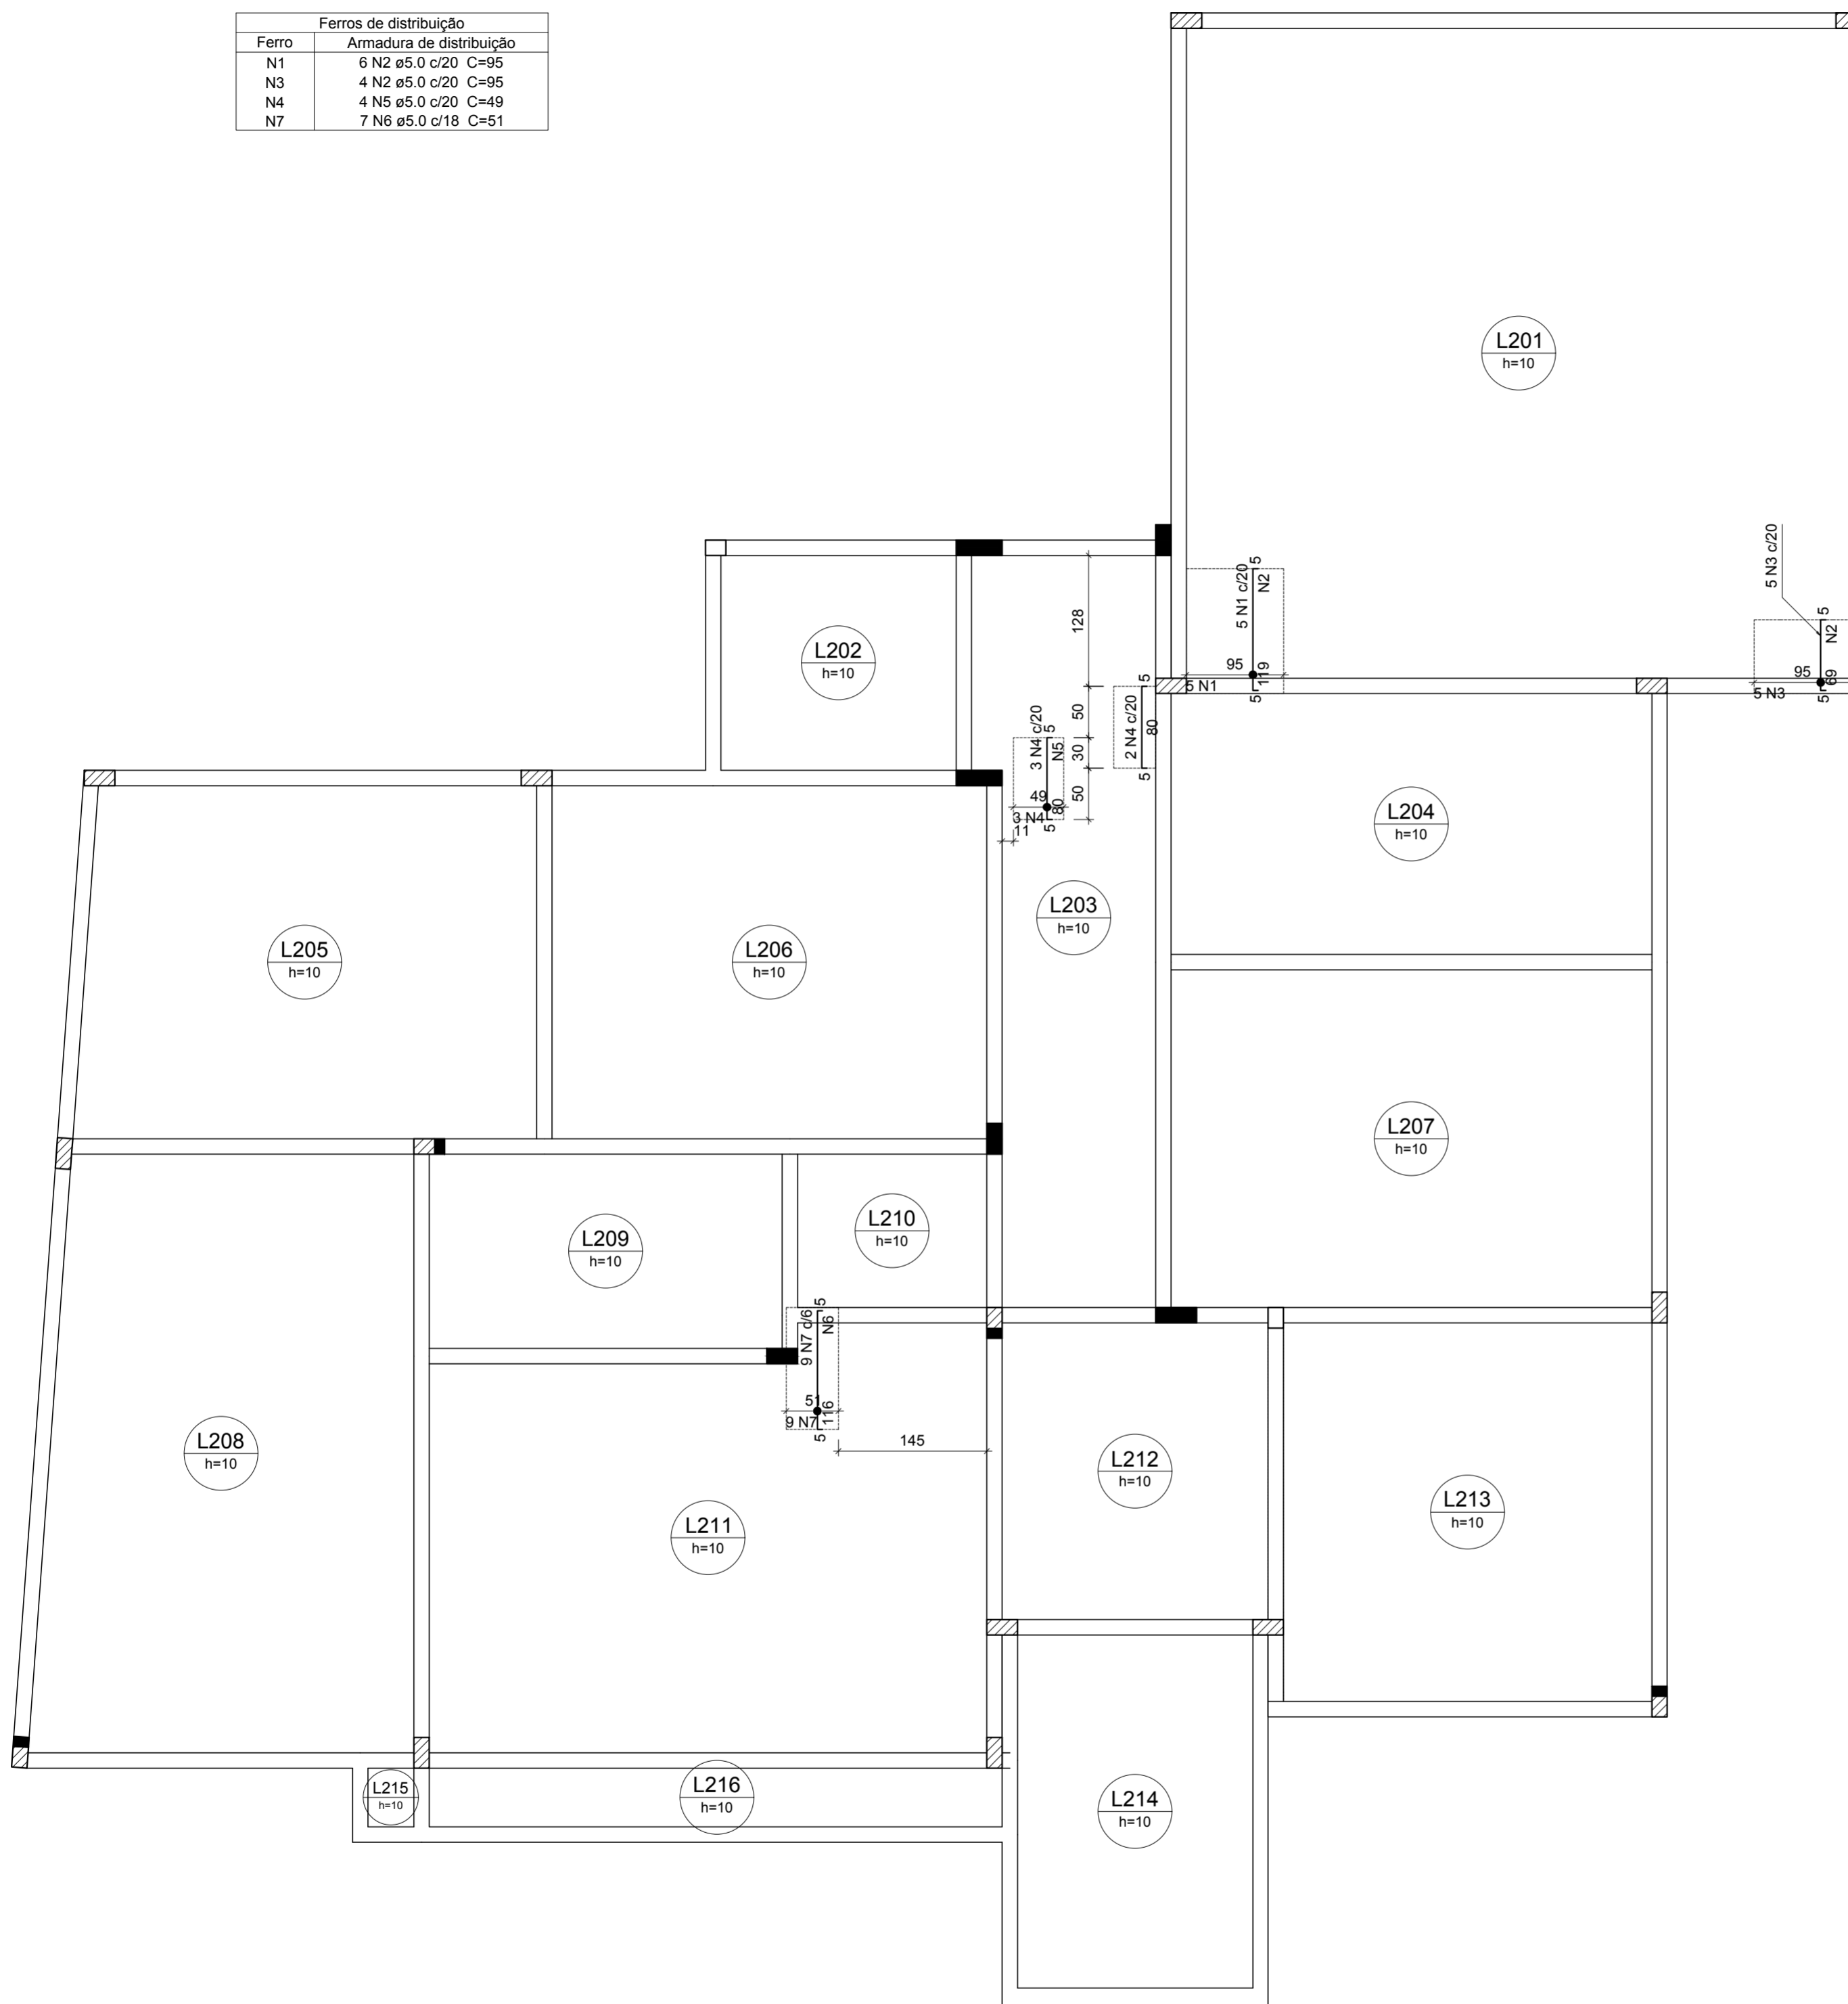 Ferros de distribuição
Ferro Armadura de distribuição
N1 6 N2 ø5.0 c/20 C=95
N3 4 N2 ø5.0 c/20 C=95
N4 4 N5 ø5.0 c/20 C=49
N7 7 N6 ø5.0 c/18 C=51
L201
h=10
5 N3 c/20
5
N2
95
69
5 N3
5
5 N1 c/20
5
N2
95
119
5 N1
5
128
50
30
50
L202
h=10
2 N4 c/20
5
80
5
3 N4 c/20
5
N5
49
80
3 N4
5
11
L204
h=10
L203
h=10
L205
h=10
L206
h=10
L207
h=10
L209
h=10
L210
h=10
9 N7 c/6
5
N6
51
116
9 N7
5
145
L208
h=10
L211
h=10
L212
h=10
L213
h=10
L215
h=10
L216
h=10
L214
h=10